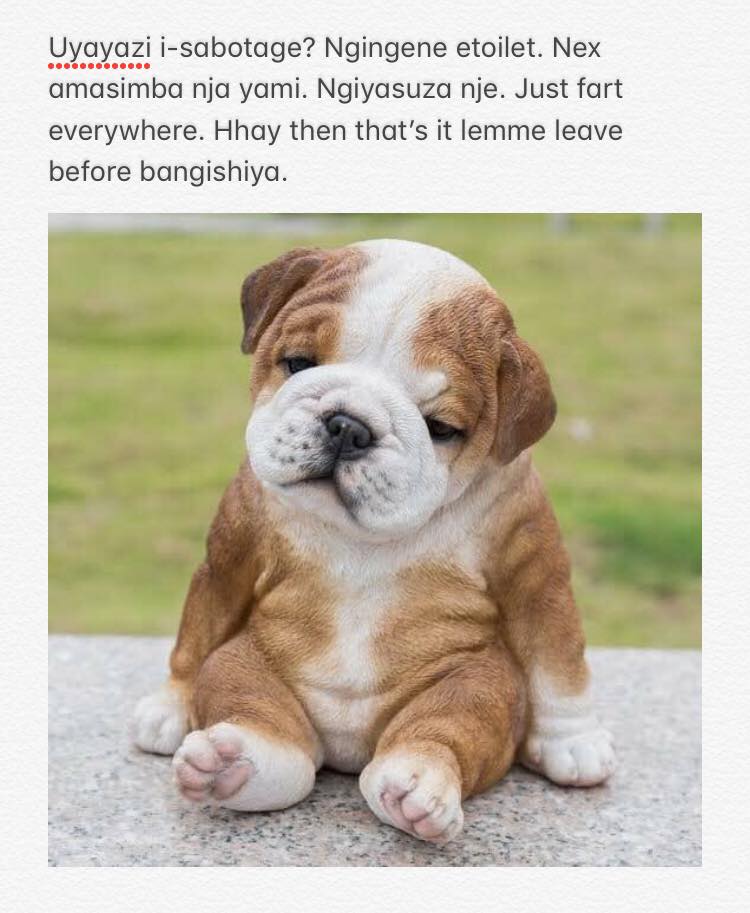 Uyayazi i-sabotage? Ngingene etoilet. Nex
amasimba nja yami. Ngiyasuza nje. Just fart
everywhere. Hhay then that’s it lemme leave
before bangishiya.